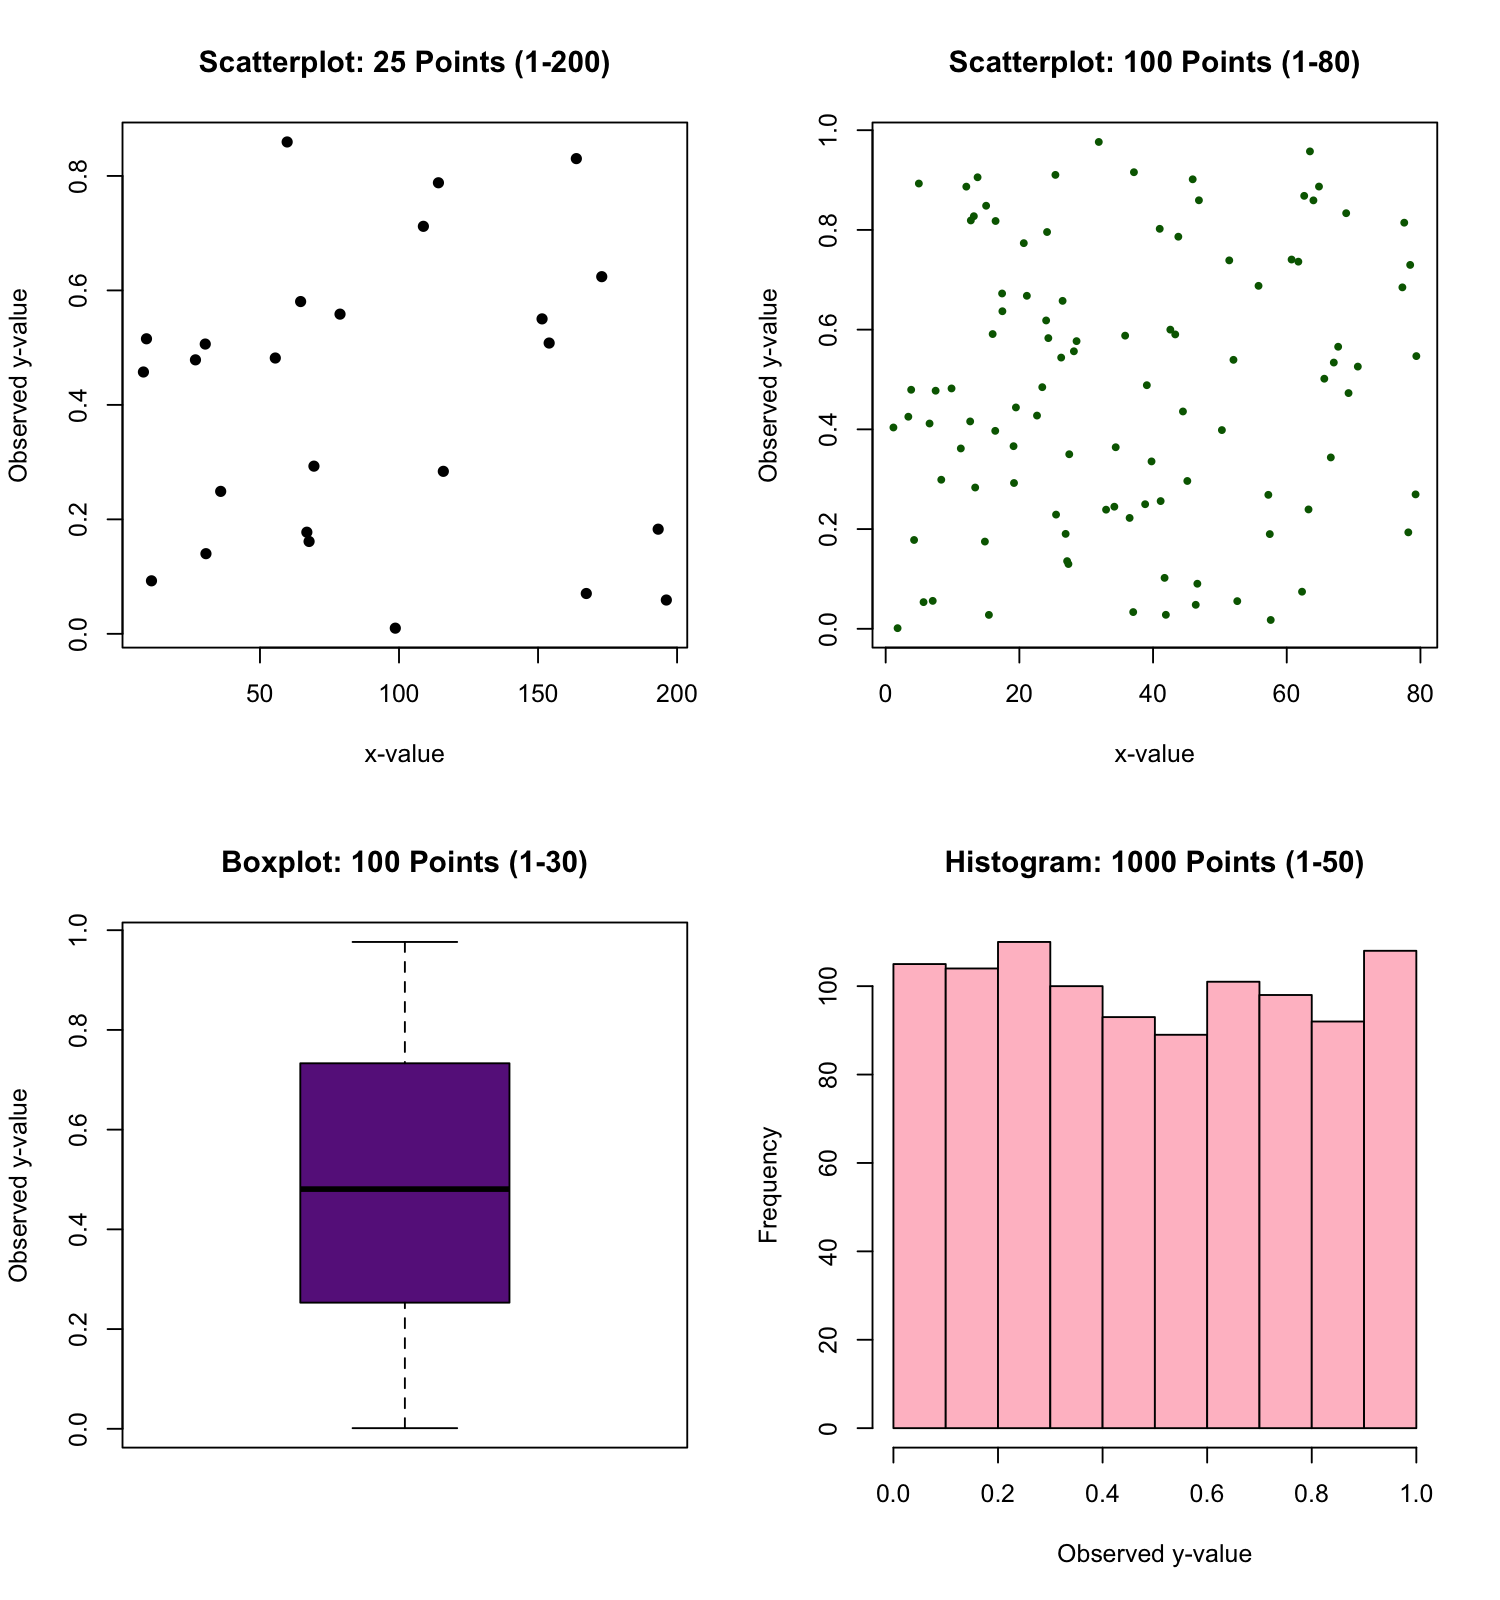 Scatterplot: 25 Points (1-200)
Observed y-value
0.8
0.6
0.4
0.2
0.0
50 100 150 200
x-value
Scatterplot: 100 Points (1-80)
Observed y-value
1.0
0.8
0.6
0.4
0.2
0.0
0 20 40 60 80
x-value
Boxplot: 100 Points (1-30)
Observed y-value
1.0
0.8
0.6
0.4
0.2
0.0
Histogram: 1000 Points (1-50)
Frequency
100
80
60
40
20
0
0.0 0.2 0.4 0.6 0.8 1.0
Observed y-value